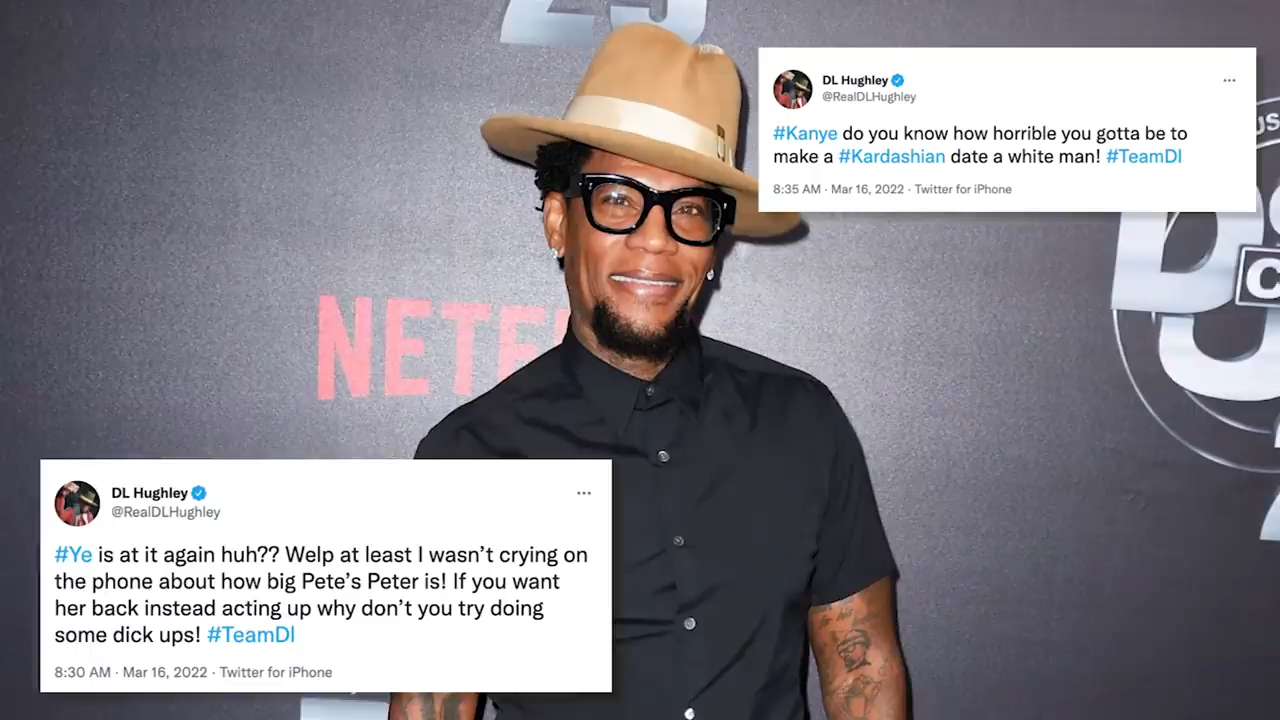 25
DL Hughley
@RealDLHughley
#Kanye do you know how horrible you gotta be to
make a #Kardashian date a white man! #TeamDl
8:35 AM · Mar 16, 2022 · Twitter for iPhone
NETF
DL Hughley
@RealDLHughley
#Ye is at it again huh?? Welp at least I wasn't crying on
the phone about how big Pete's Peter is! If you want
her back instead acting up why don't you try doing
some dick ups! #TeamDl
8:30 AM · Mar 16, 2022 · Twitter for iPhone